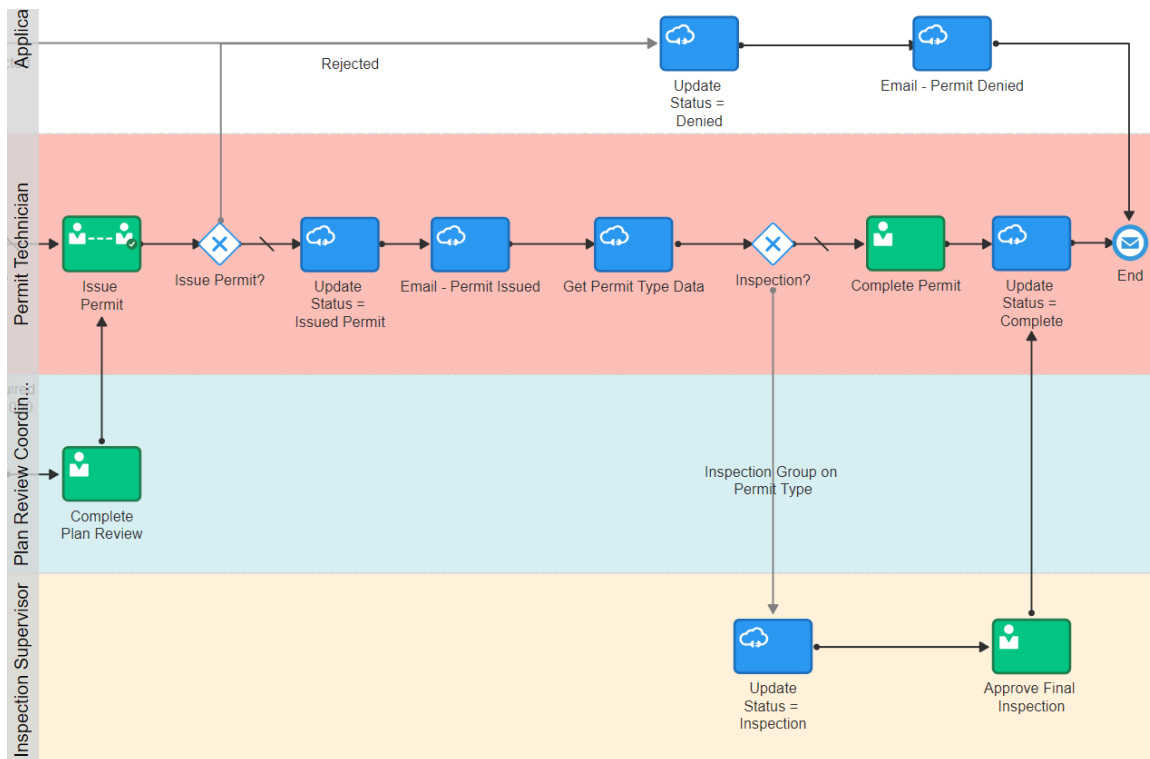 Applica
Rejected
Update
Status =
Denied
Email - Permit Denied
Permit Technician
Issue
Permit
Issue Permit?
Update
Status =
Issued Permit
Email - Permit Issued
Get Permit Type Data
Inspection?
Complete Permit
Update
Status =
Complete
End
Plan Review Coordin...
Complete
Plan Review
Inspection Group on
Permit Type
Inspection Supervisor
Update
Status =
Inspection
Approve Final
Inspection